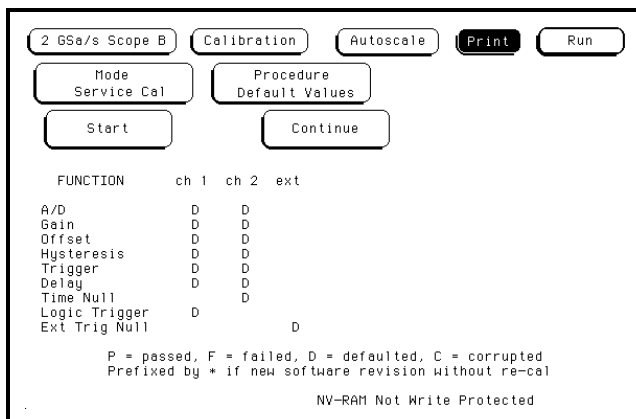 2 GSa/s Scope B Calibration Autoscale Print Run
Mode Procedure
Service Cal Default Values
Start Continue
FUNCTION ch 1 ch 2 ext
A/D D D
Gain D D
Offset D D
Hysteresis D D
Trigger D D
Delay D D
Time Null D
Logic Trigger D
Ext Trig Null D
P = passed, F = failed, D = defaulted, C = corrupted
Prefixed by * if new software revision without re-cal
NV-RAM Not Write Protected